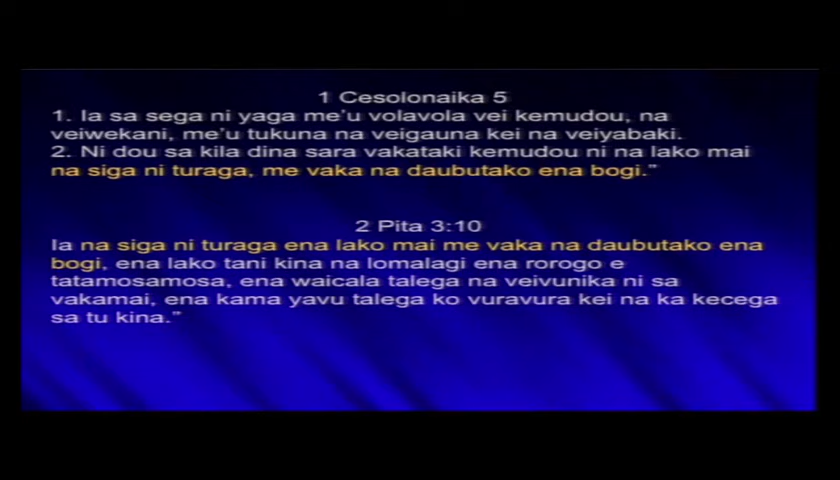 1 Cesolonaika 5
1. Ia sa sega ni yaga me'u volavola vei kemudou, na
veiwekani, me'u tukuna na veigauna kei na veiyabaki.
2. Ni dou sa kila dina sara vakataki kemudou ni na lako mai
na siga ni turaga, me vaka na daubutako ena bogi."
2 Pita 3:10
Ia na siga ni turaga ena lako mai me vaka na daubutako ena
bogi, ena lako tani kina na lomalagi ena rorogo e
tatamosamosa, ena waicala talega na veivunika ni sa
vakamai, ena kama yavu talega ko vuravura kei na ka kecega
sa tu kina."